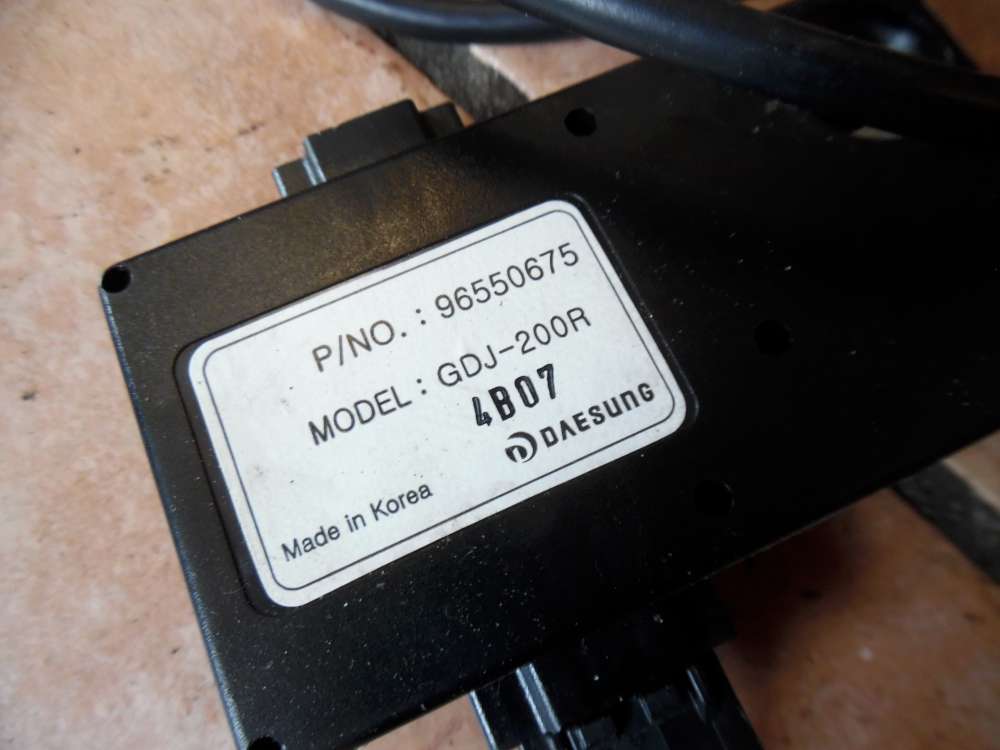 P/NO. : 96550675
MODEL : GDJ-200R
4B07
DAESUNG
Made in Korea